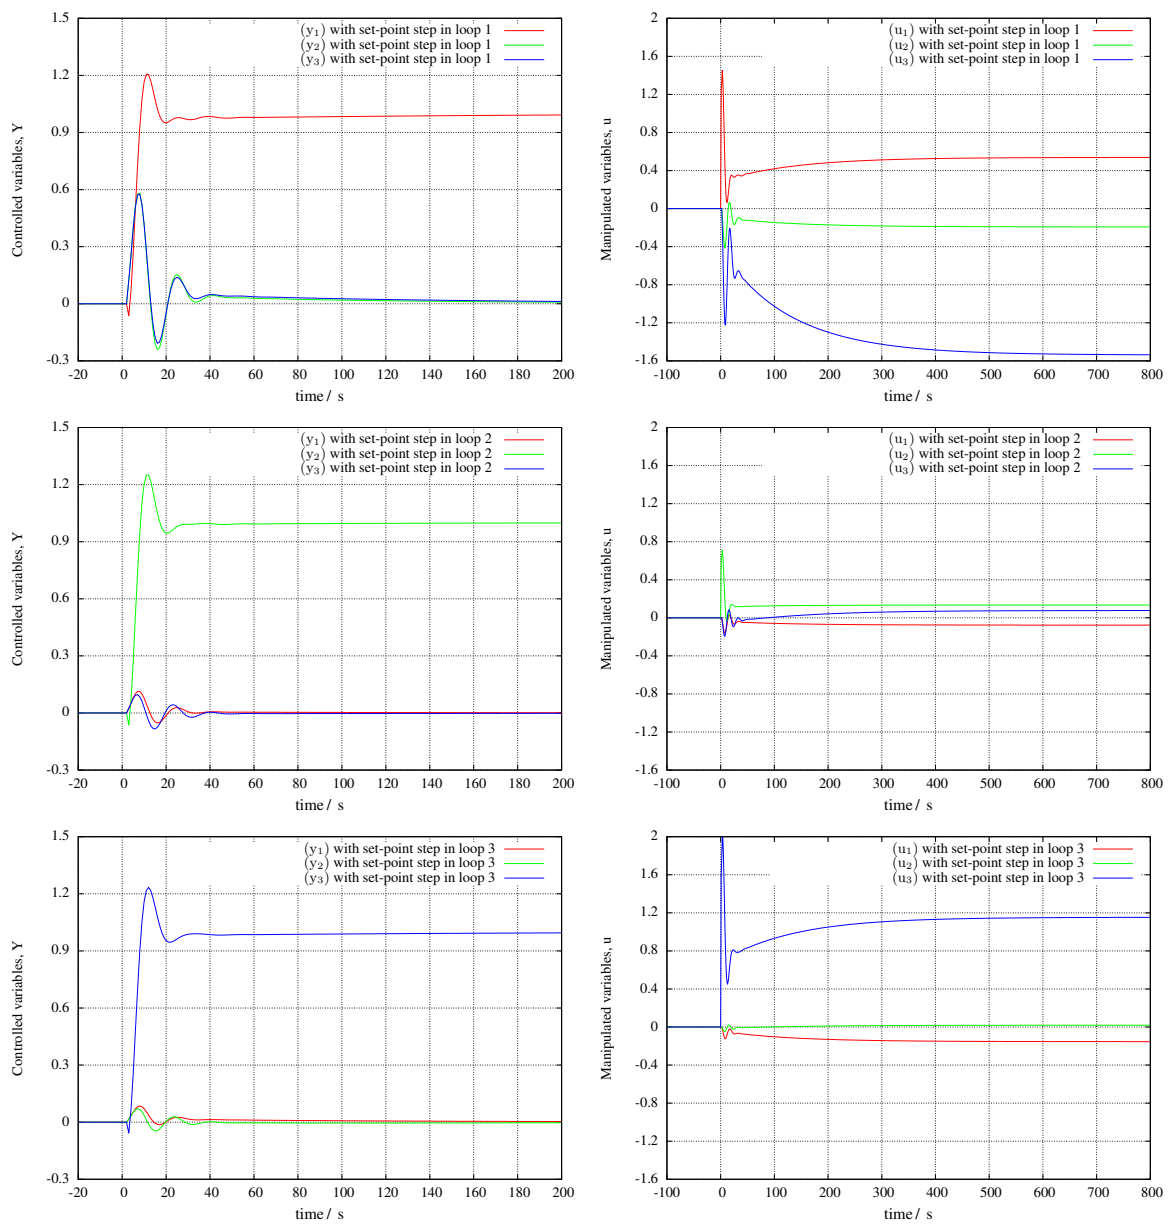 1.5
1.2
0.9
0.6
0.3
0
-0.3
-20 0 20 40 60 80 100 120 140 160 180 200
Controlled variables, Y
time / s
(y₁) with set-point step in loop 1
(y₂) with set-point step in loop 1
(y₃) with set-point step in loop 1
2
1.6
1.2
0.8
0.4
0
-0.4
-0.8
-1.2
-1.6
-100 0 100 200 300 400 500 600 700 800
Manipulated variables, u
time / s
(u₁) with set-point step in loop 1
(u₂) with set-point step in loop 1
(u₃) with set-point step in loop 1
1.5
1.2
0.9
0.6
0.3
0
-0.3
-20 0 20 40 60 80 100 120 140 160 180 200
Controlled variables, Y
time / s
(y₁) with set-point step in loop 2
(y₂) with set-point step in loop 2
(y₃) with set-point step in loop 2
2
1.6
1.2
0.8
0.4
0
-0.4
-0.8
-1.2
-1.6
-100 0 100 200 300 400 500 600 700 800
Manipulated variables, u
time / s
(u₁) with set-point step in loop 2
(u₂) with set-point step in loop 2
(u₃) with set-point step in loop 2
1.5
1.2
0.9
0.6
0.3
0
-0.3
-20 0 20 40 60 80 100 120 140 160 180 200
Controlled variables, Y
time / s
(y₁) with set-point step in loop 3
(y₂) with set-point step in loop 3
(y₃) with set-point step in loop 3
2
1.6
1.2
0.8
0.4
0
-0.4
-0.8
-1.2
-1.6
-100 0 100 200 300 400 500 600 700 800
Manipulated variables, u
time / s
(u₁) with set-point step in loop 3
(u₂) with set-point step in loop 3
(u₃) with set-point step in loop 3